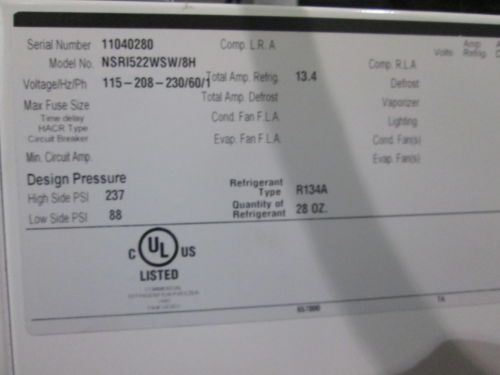 Serial Number 11040280 Comp. L.R.A
Model No. NSRI522WSW/8H Comp. R.L.A. Volts Amp Refrig.
Voltage/Hz/Ph 115-208-230/60/1 Total Amp. Refrig. 13.4 Defrost
Max Fuse Size Total Amp. Defrost Vaporizer
Time delay
HACR Type Cond. Fan F.L.A. Lighting
Circuit Breaker Evap. Fan F.L.A. Cond. Fan(s)
Min. Circuit Amp. Evap. Fan(s)
Design Pressure Refrigerant Type R134A
High Side PSI 237 Quantity of Refrigerant 28 OZ.
Low Side PSI 88
C UL US
LISTED